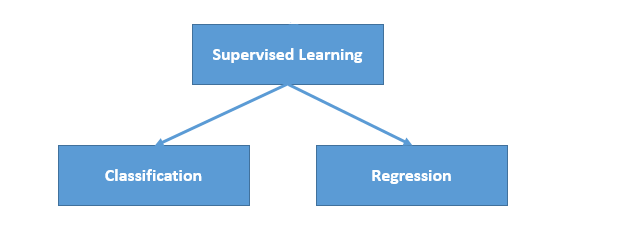 Supervised Learning
Classification
Regression